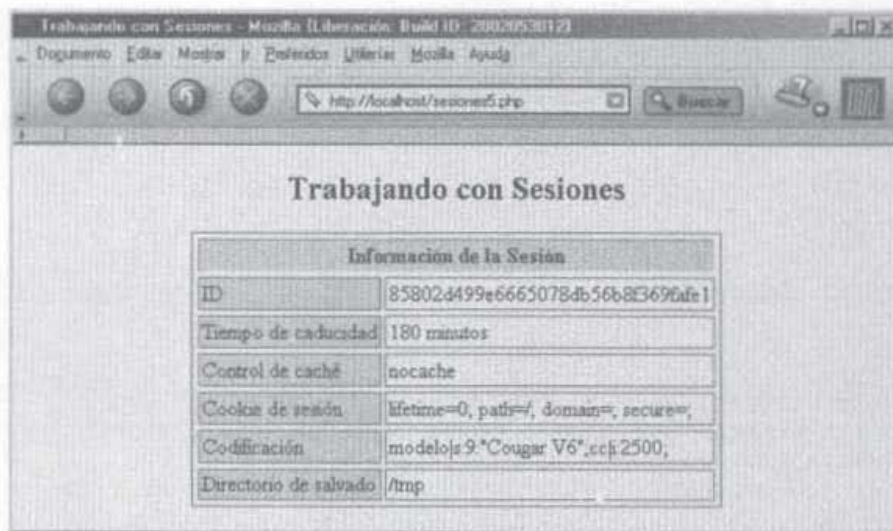 Trabajando con Sesiones - Mozilla {Liberación: Build ID: 2002053012}
Documento Editar Mostrar Ir Preferidos Utilerías Mozilla Ayuda
http://localhost/sesiones5.php
Buscar
Trabajando con Sesiones
Información de la Sesión
ID 85802d499e6665078db56b8f369fafe1
Tiempo de caducidad 180 minutos
Control de caché nocache
Cookie de sesión lifetime=0, path=/, domain=, secure=,
Codificación modelo|s:9:"Cougar V6";cc|i:2500;
Directorio de salvado /tmp